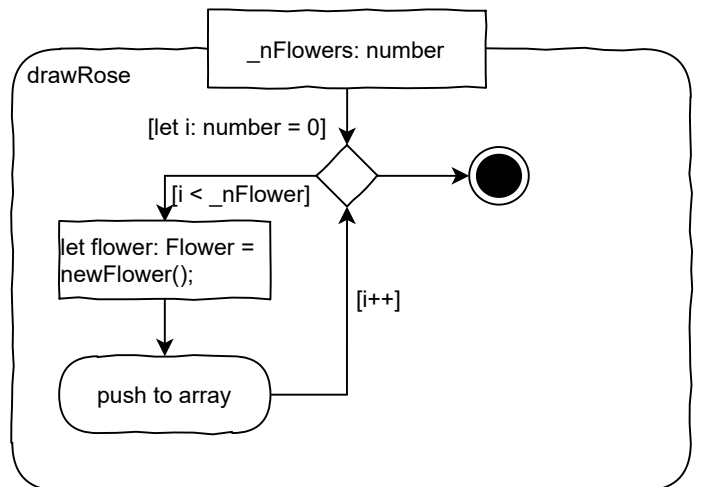 _nFlowers: number
drawRose
[let i: number = 0]
[i < _nFlower]
let flower: Flower =
newFlower();
[i++]
push to array